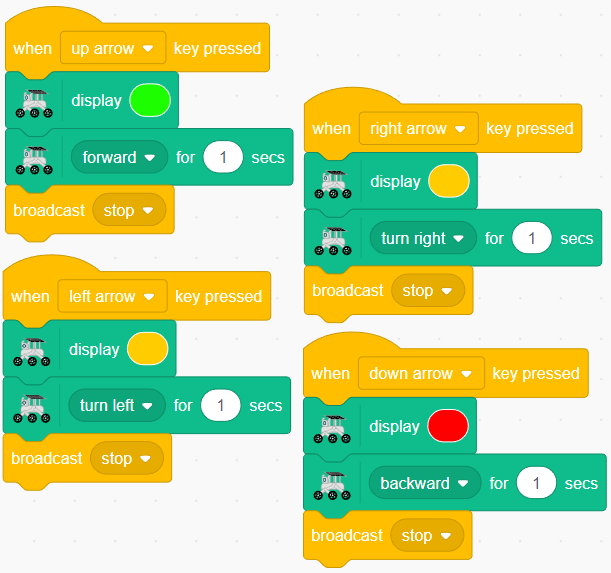 when up arrow key pressed
display
forward for 1 secs
broadcast stop
when left arrow key pressed
display
turn left for 1 secs
broadcast stop
when right arrow key pressed
display
turn right for 1 secs
broadcast stop
when down arrow key pressed
display
backward for 1 secs
broadcast stop